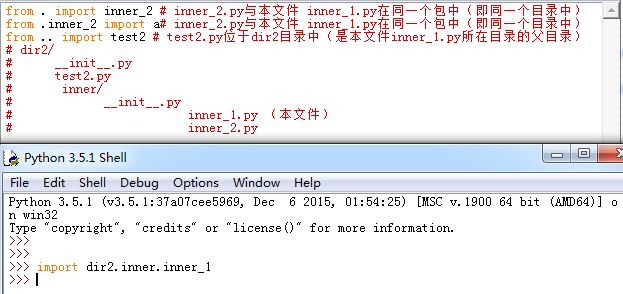 from . import inner_2 # inner_2.py与本文件 inner_1.py在同一个包中（即同一个目录中）
from .inner_2 import a# inner_2.py与本文件 inner_1.py在同一个包中（即同一个目录中）
from .. import test2 # test2.py位于dir2目录中（是本文件inner_1.py所在目录的父目录）
# dir2/
# __init__.py
# test2.py
# inner/
# __init__.py
# inner_1.py （本文件）
# inner_2.py
Python 3.5.1 Shell
File Edit Shell Debug Options Window Help
Python 3.5.1 (v3.5.1:37a07cee5969, Dec 6 2015, 01:54:25) [MSC v.1900 64 bit (AMD64)] o
n win32
Type "copyright", "credits" or "license()" for more information.
>>>
>>>
>>> import dir2.inner.inner_1
>>>